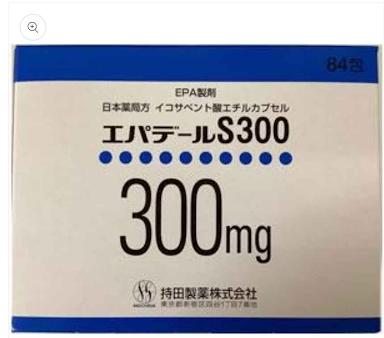 84包
EPA製剤
日本薬局方 イコサペント酸エチルカプセル
エパデールS300
300mg
持田製薬株式会社
東京都新宿区四谷1丁目7番地